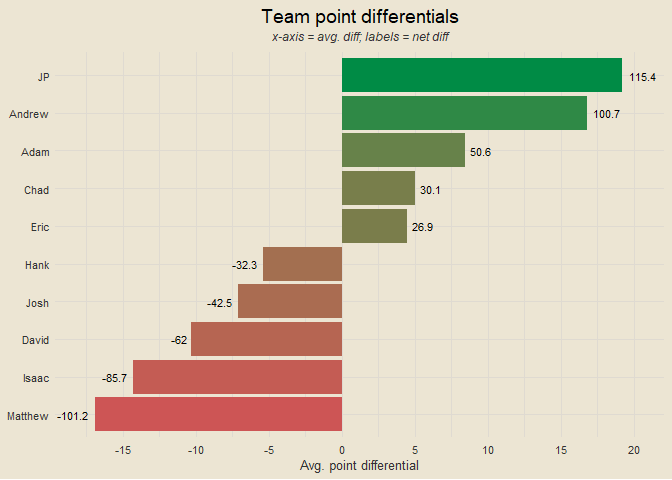 Team point differentials
x-axis = avg. diff; labels = net diff
JP 115.4
Andrew 100.7
Adam 50.6
Chad 30.1
Eric 26.9
Hank -32.3
Josh -42.5
David -62
Isaac -85.7
Matthew -101.2
-15 -10 -5 0 5 10 15 20
Avg. point differential